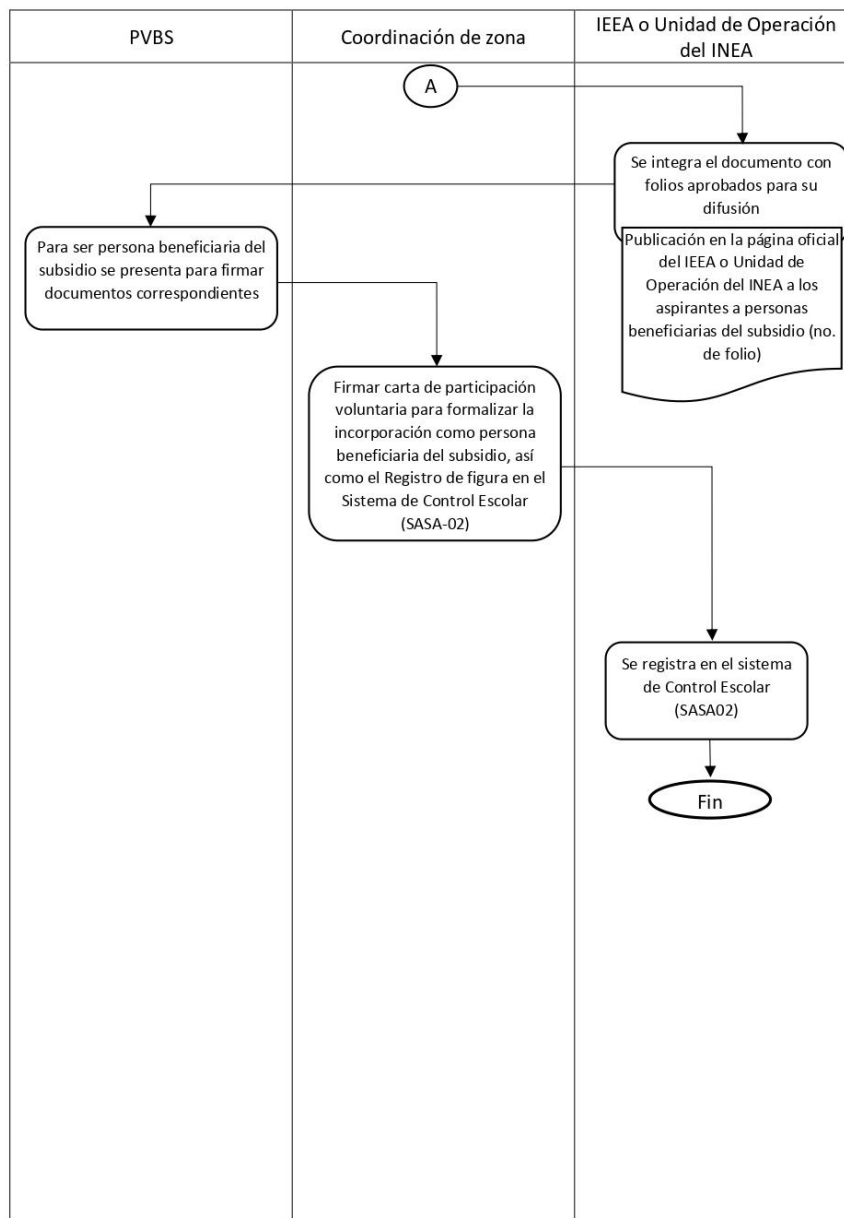 PVBS
Coordinación de zona
IEEA o Unidad de Operación
del INEA
A
Se integra el documento con
folios aprobados para su
difusión
Publicación en la página oficial
del IEEA o Unidad de
Operación del INEA a los
aspirantes a personas
beneficiarias del subsidio (no.
de folio)
Para ser persona beneficiaria del
subsidio se presenta para firmar
documentos correspondientes
Firmar carta de participación
voluntaria para formalizar la
incorporación como persona
beneficiaria del subsidio, así
como el Registro de figura en el
Sistema de Control Escolar
(SASA-02)
Se registra en el sistema
de Control Escolar
(SASA02)
Fin